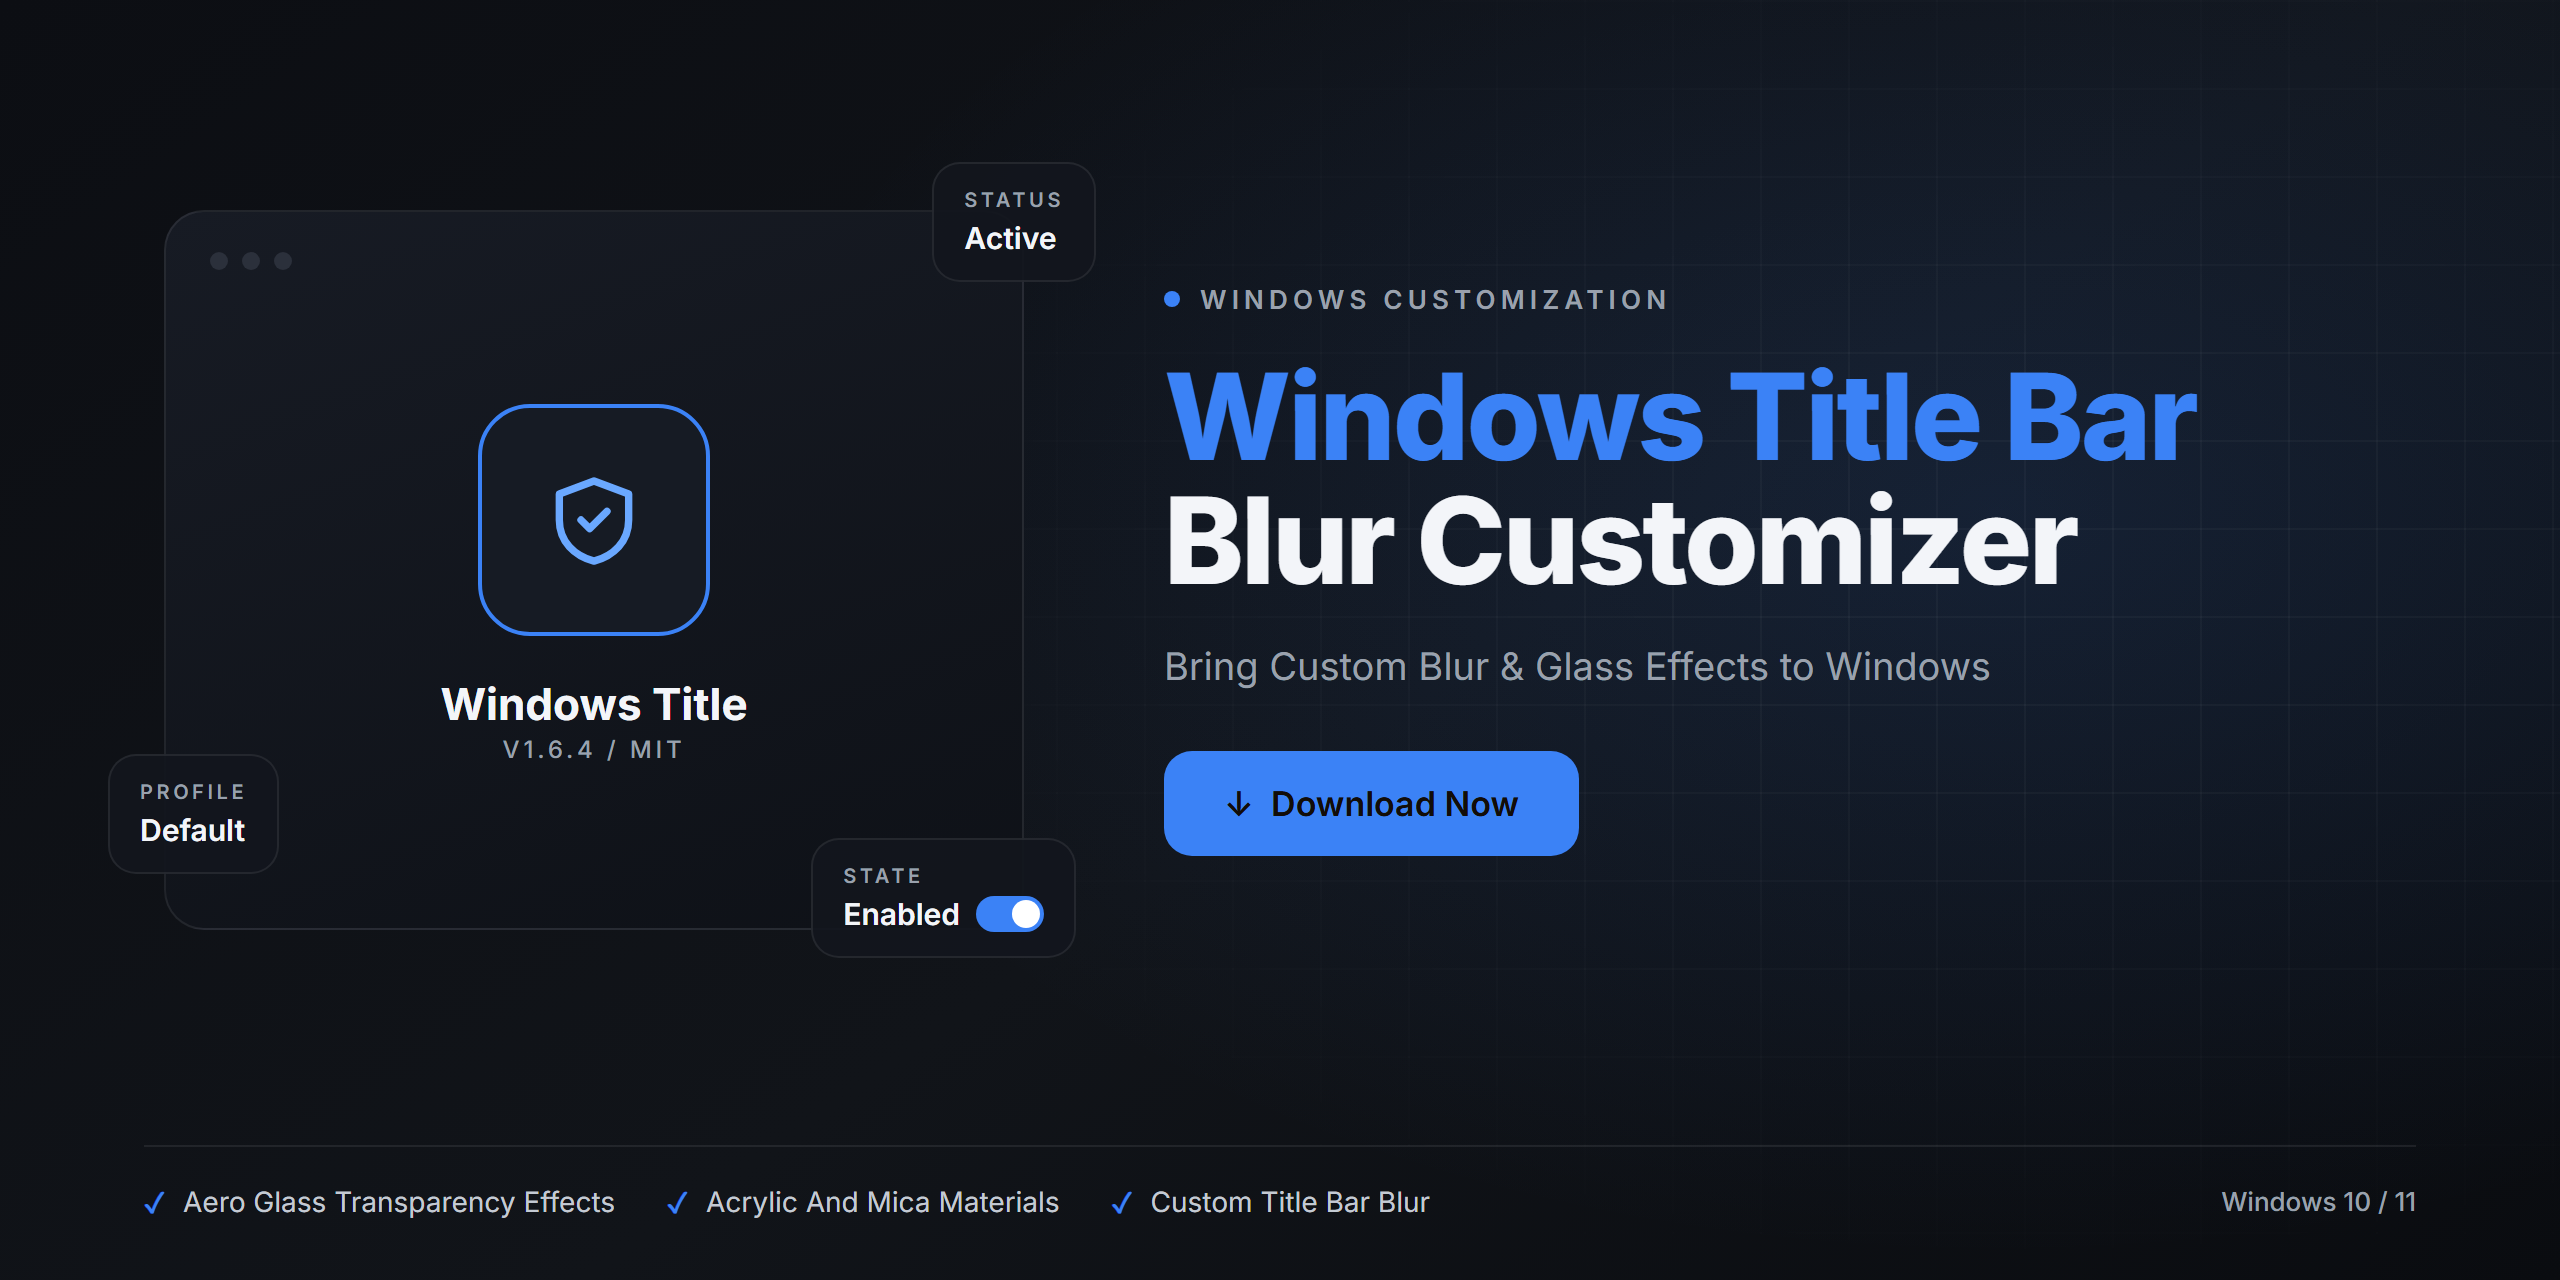 STATUS
Active
Windows Title
V1.6.4 / MIT
PROFILE
Default
STATE
Enabled
WINDOWS CUSTOMIZATION
Windows Title Bar
Blur Customizer
Bring Custom Blur & Glass Effects to Windows
↓ Download Now
✓ Aero Glass Transparency Effects
✓ Acrylic And Mica Materials
✓ Custom Title Bar Blur
Windows 10 / 11